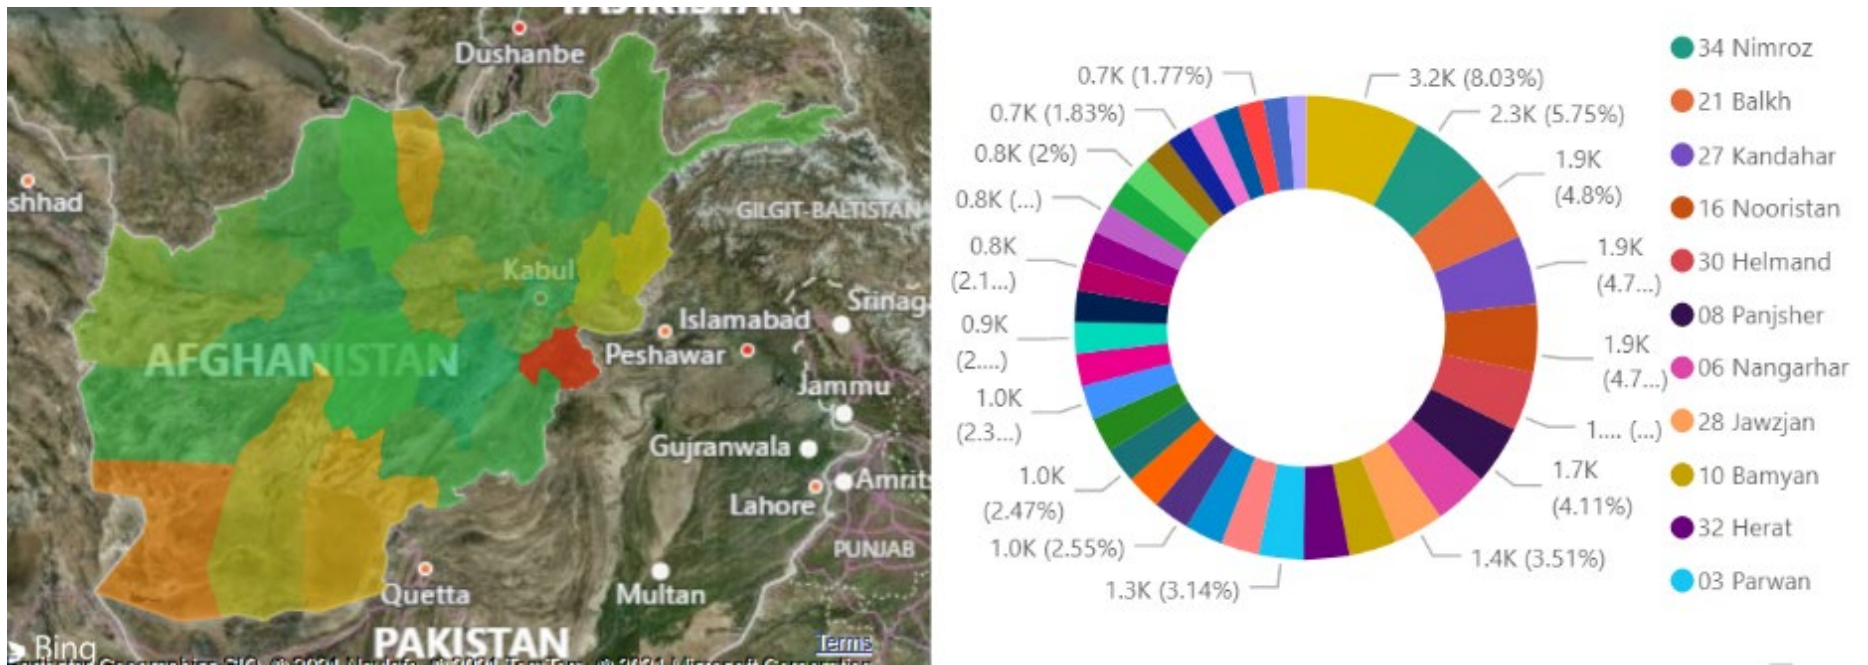 Dushanbe
shhad
GILGIT-BALTISTAN
Kabul
Srinag
Islamabad
AFGHANISTAN
Peshawar
Jammu
Gujranwala
Amrits
Lahore
PUNJAB
Quetta
Multan
PAKISTAN
Bing
Terms
0.7K (1.77%)
3.2K (8.03%)
0.7K (1.83%)
2.3K (5.75%)
0.8K (2%)
1.9K
(4.8%)
0.8K (...)
1.9K
(4.7...)
0.8K
(2.1...)
0.9K
(2....)
1.9K
(4.7...)
1.0K
(2.3...)
1.... (...)
1.0K
(2.47%)
1.7K
(4.11%)
1.0K (2.55%)
1.4K (3.51%)
1.3K (3.14%)
34 Nimroz
21 Balkh
27 Kandahar
16 Nooristan
30 Helmand
08 Panjsher
06 Nangarhar
28 Jawzjan
10 Bamyan
32 Herat
03 Parwan